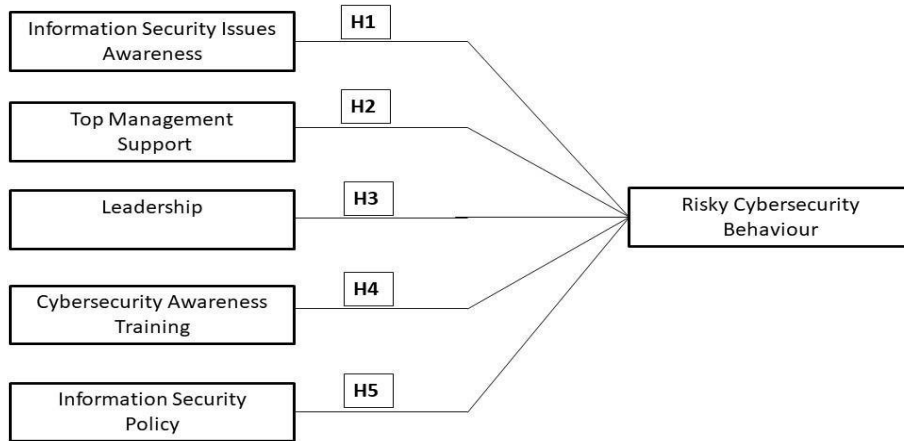 Information Security Issues
Awareness
H1
Top Management
Support
H2
Leadership
H3
Risky Cybersecurity
Behaviour
Cybersecurity Awareness
Training
H4
Information Security
Policy
H5